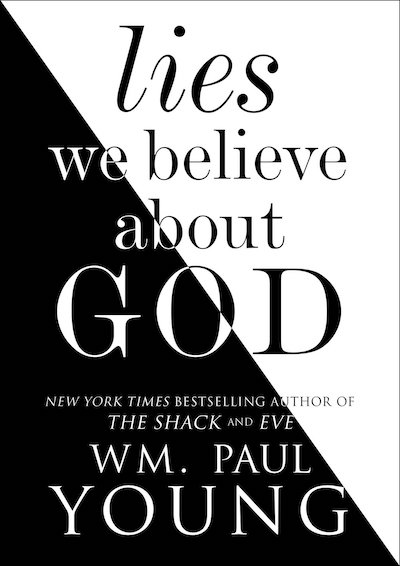 lies
we believe
about
GOD
NEW YORK TIMES BESTSELLING AUTHOR OF
THE SHACK AND EVE
WM. PAUL
YOUNG